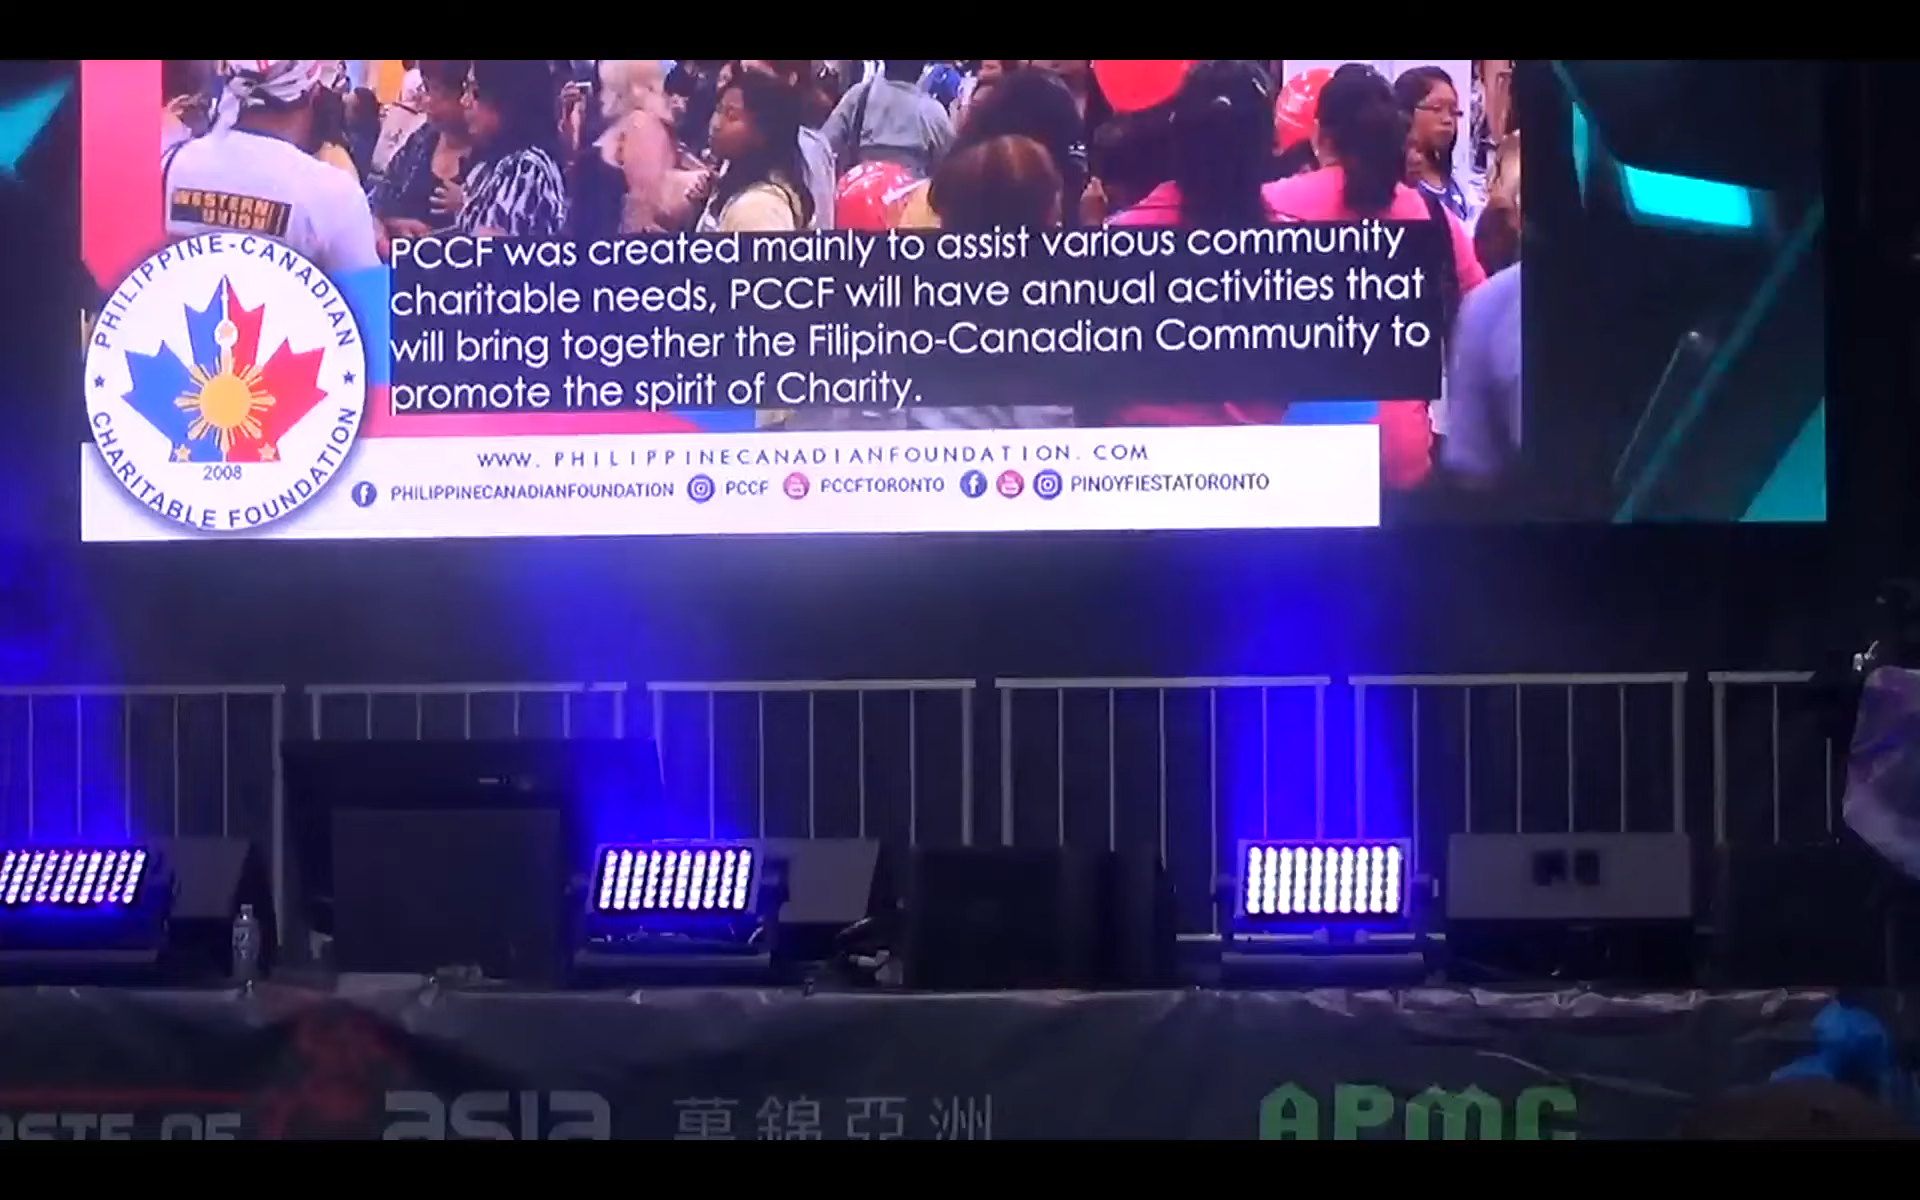 WESTERN
UNION
PHILIPPINE-CANADIAN
CHARITABLE FOUNDATION
2008
PCCF was created mainly to assist various community
charitable needs, PCCF will have annual activities that
will bring together the Filipino-Canadian Community to
promote the spirit of Charity.
WWW.PHILIPPINECANADIANFOUNDATION.COM
PHILIPPINECANADIANFOUNDATION PCCF PCCFTORONTO PINOYFIESTATORONTO
OF asia 萬錦亞洲 APMC